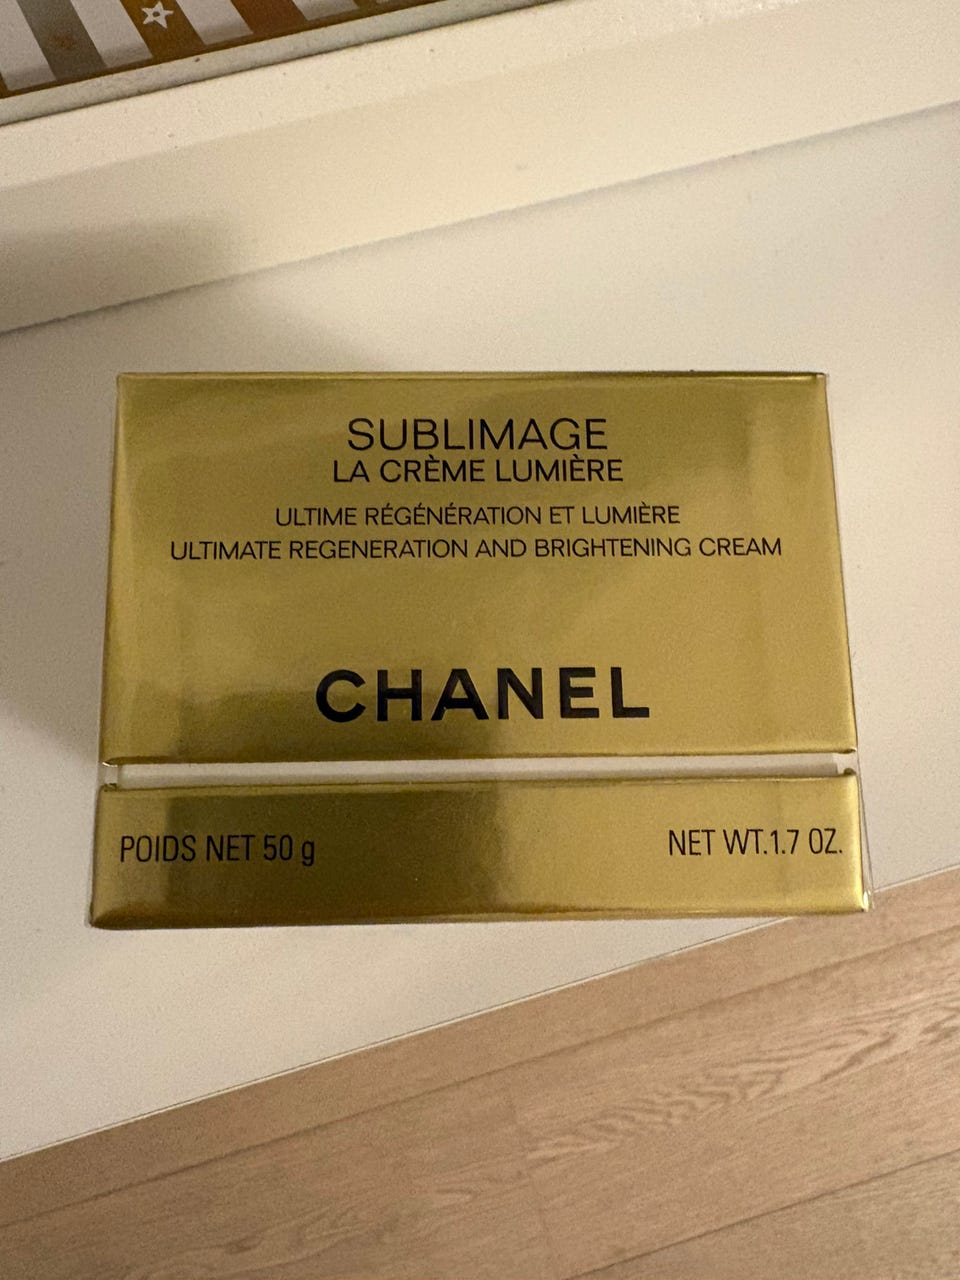 SUBLIMAGE
LA CRÈME LUMIÈRE
ULTIME RÉGÉNÉRATION ET LUMIÈRE
ULTIMATE REGENERATION AND BRIGHTENING CREAM
CHANEL
POIDS NET 50 g NET WT.1.7 OZ.